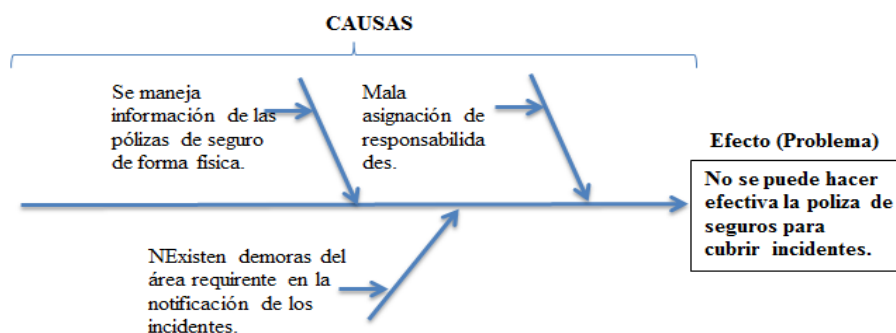 CAUSAS
Se maneja
información de las
pólizas de seguro
de forma física.
Mala
asignación de
responsabilida
des.
Efecto (Problema)
No se puede hacer
efectiva la poliza de
seguros para
cubrir incidentes.
NExisten demoras del
área requirente en la
notificación de los
incidentes.